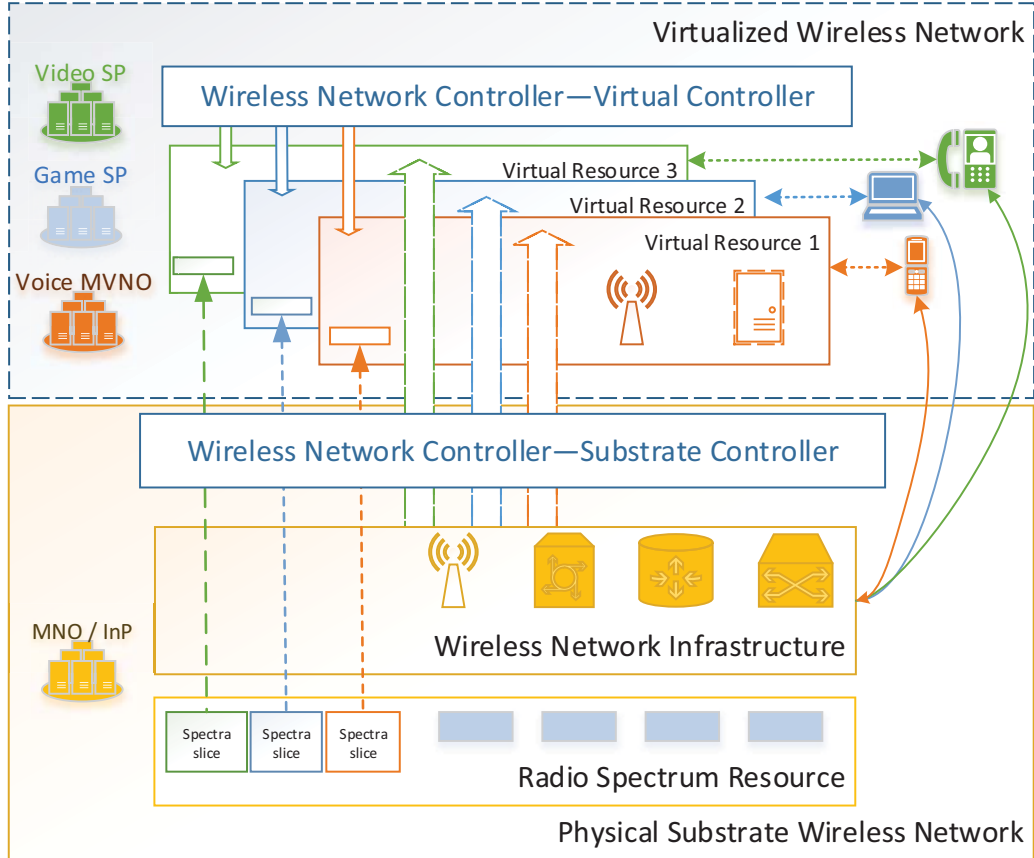 Virtualized Wireless Network
Video SP
Wireless Network Controller—Virtual Controller
Game SP
Virtual Resource 3
Virtual Resource 2
Virtual Resource 1
Voice MVNO
Wireless Network Controller—Substrate Controller
MNO / InP
Wireless Network Infrastructure
Spectra
slice
Spectra
slice
Spectra
slice
Radio Spectrum Resource
Physical Substrate Wireless Network